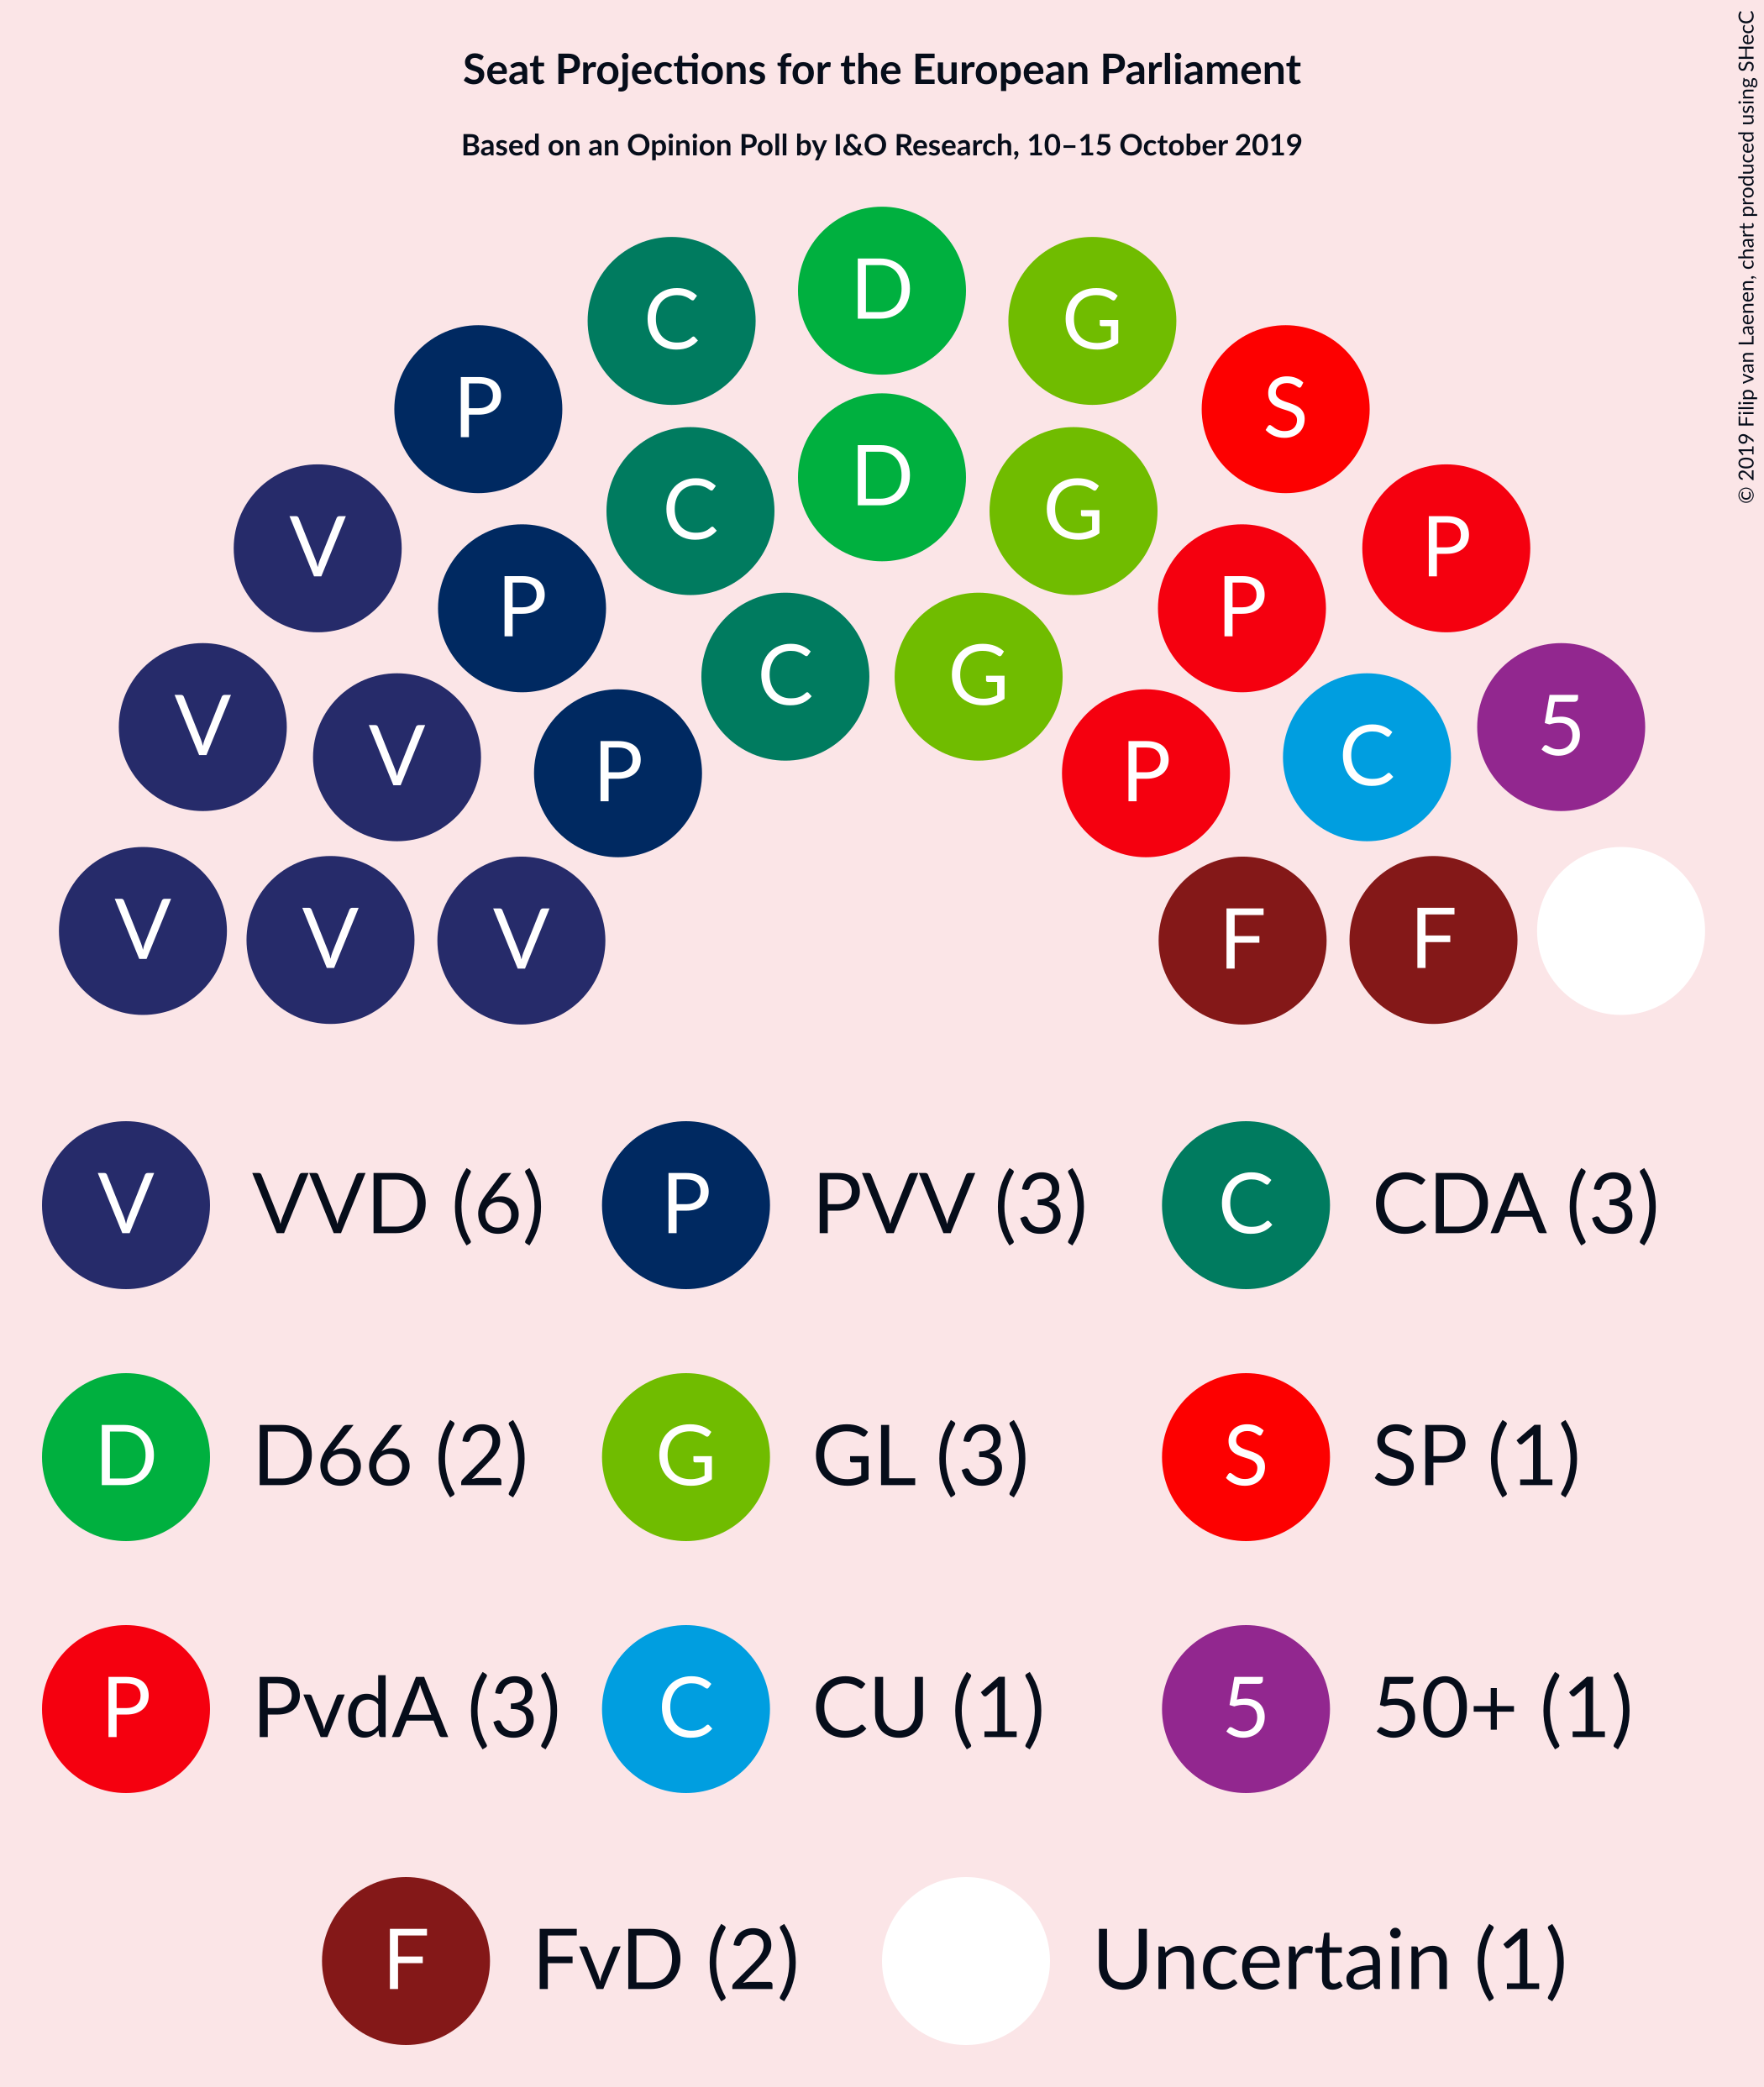 Seat Projections for the European Parliament
Based on an Opinion Poll by I&O Research, 10–15 October 2019
© 2019 Filip van Laenen, chart produced using SHecC
D
C G
P S
D
C G
V P
P P
C G
V 5
V C
P P
V F
V V F
V VVD (6) P PVV (3) C CDA (3)
D D66 (2) G GL (3) S SP (1)
P PvdA (3) C CU (1) 5 50+ (1)
F FvD (2) Uncertain (1)